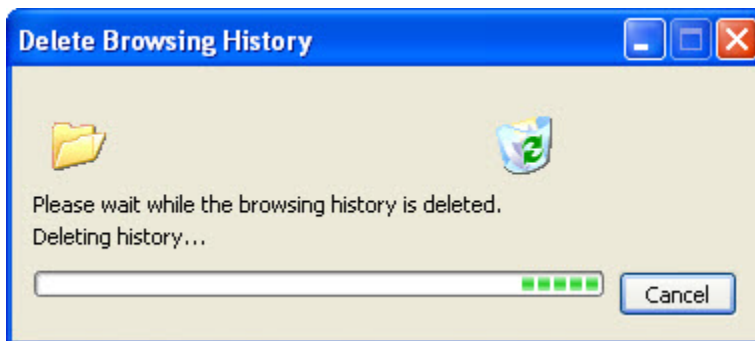 Delete Browsing History
Please wait while the browsing history is deleted.
Deleting history...
Cancel